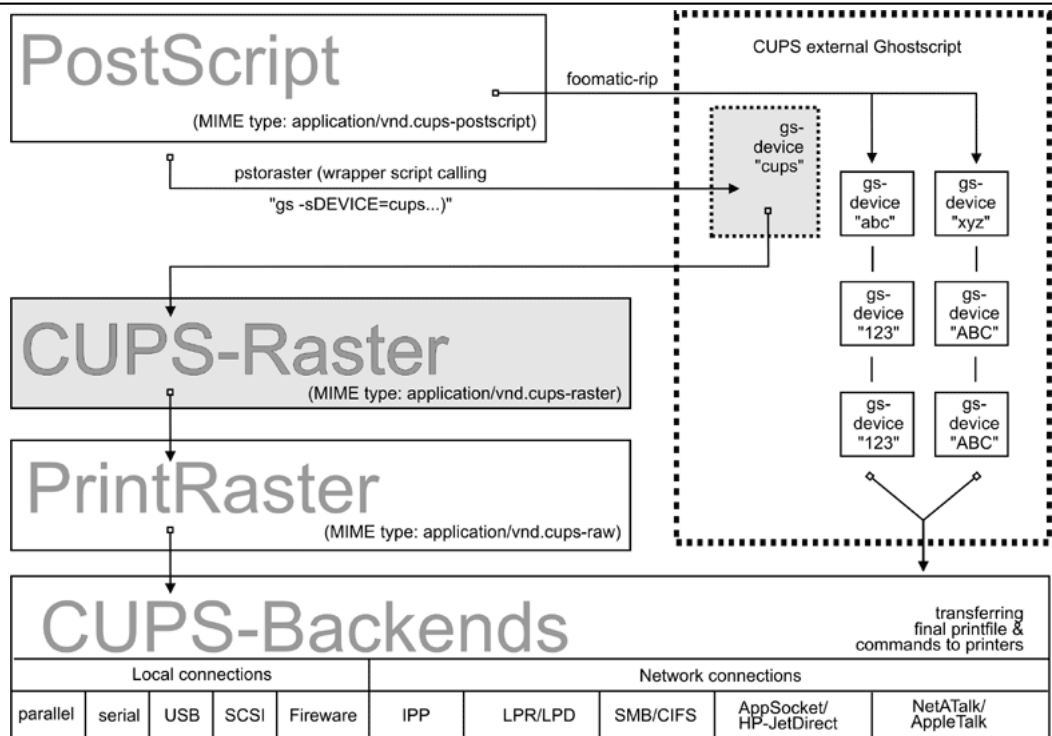 PostScript
(MIME type: application/vnd.cups-postscript)
foomatic-rip
CUPS external Ghostscript
pstoraster (wrapper script calling
"gs -sDEVICE=cups...)"
gs-
device
"cups"
gs-
device
"abc"
gs-
device
"xyz"
gs-
device
"123"
gs-
device
"ABC"
gs-
device
"123"
gs-
device
"ABC"
CUPS-Raster
(MIME type: application/vnd.cups-raster)
PrintRaster
(MIME type: application/vnd.cups-raw)
CUPS-Backends
transferring
final printfile &
commands to printers
Local connections
Network connections
parallel
serial
USB
SCSI
Fireware
IPP
LPR/LPD
SMB/CIFS
AppSocket/
HP-JetDirect
NetATalk/
AppleTalk